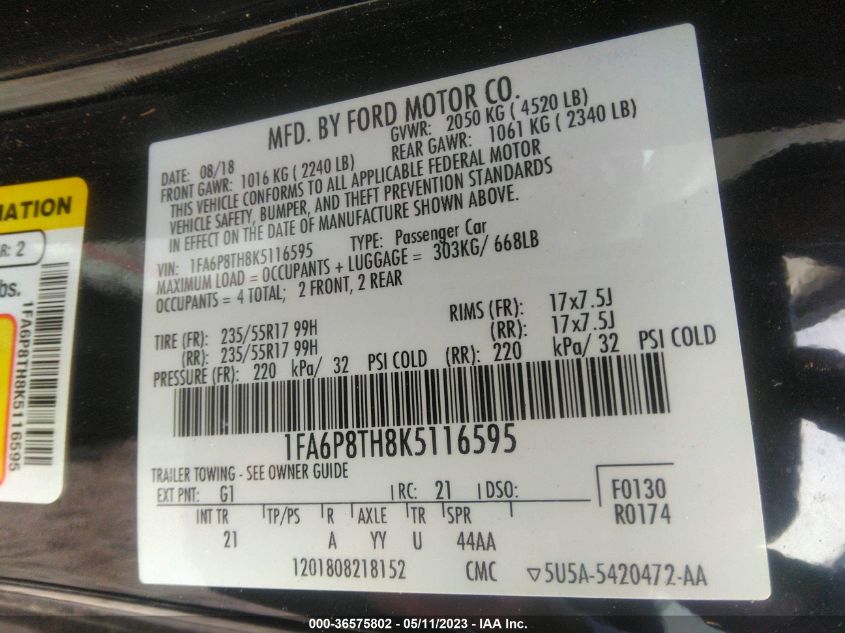 MFD. BY FORD MOTOR CO.
DATE: 08/18 GVWR: 2050 KG ( 4520 LB)
FRONT GAWR: 1016 KG ( 2240 LB) REAR GAWR: 1061 KG ( 2340 LB)
THIS VEHICLE CONFORMS TO ALL APPLICABLE FEDERAL MOTOR
VEHICLE SAFETY, BUMPER, AND THEFT PREVENTION STANDARDS
IN EFFECT ON THE DATE OF MANUFACTURE SHOWN ABOVE.
VIN: 1FA6P8TH8K5116595 TYPE: Passenger Car
MAXIMUM LOAD = OCCUPANTS + LUGGAGE = 303KG/ 668LB
OCCUPANTS = 4 TOTAL; 2 FRONT, 2 REAR
TIRE (FR): 235/55R17 99H RIMS (FR): 17x7.5J
(RR): 235/55R17 99H (RR): 17x7.5J
PRESSURE (FR): 220 kPa/ 32 PSI COLD (RR): 220 kPa/ 32 PSI COLD
1FA6P8TH8K5116595
TRAILER TOWING - SEE OWNER GUIDE
EXT PNT: G1 RC: 21 DSO: F0130
INT TR TP/PS R AXLE TR SPR R0174
21 A YY U 44AA
1201808218152 CMC ▽5U5A-5420472-AA
R: 2
bs.
1FA6P8TH8K5116595
000-36575802 - 05/11/2023 - IAA Inc.